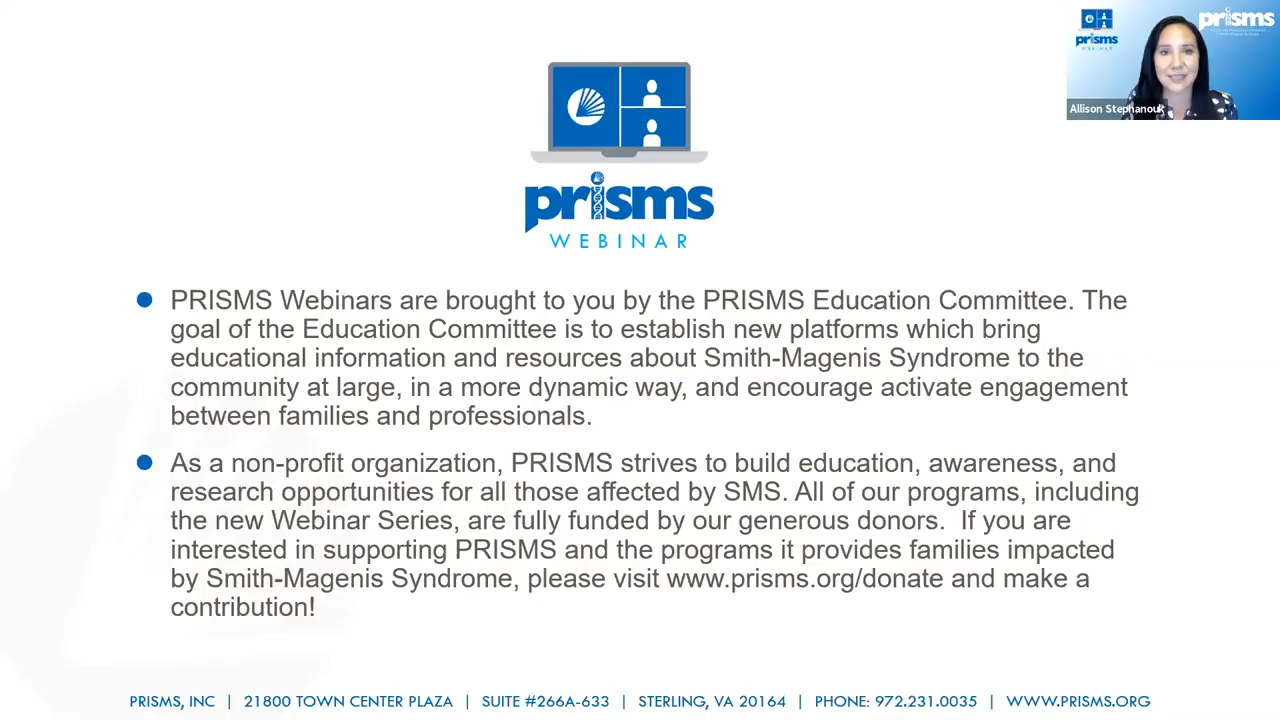 prisms
WEBINAR
prisms
Allison Stephanouk
prisms
WEBINAR
PRISMS Webinars are brought to you by the PRISMS Education Committee. The
goal of the Education Committee is to establish new platforms which bring
educational information and resources about Smith-Magenis Syndrome to the
community at large, in a more dynamic way, and encourage activate engagement
between families and professionals.
As a non-profit organization, PRISMS strives to build education, awareness, and
research opportunities for all those affected by SMS. All of our programs, including
the new Webinar Series, are fully funded by our generous donors.  If you are
interested in supporting PRISMS and the programs it provides families impacted
by Smith-Magenis Syndrome, please visit www.prisms.org/donate and make a
contribution!
PRISMS, INC | 21800 TOWN CENTER PLAZA | SUITE #266A-633 | STERLING, VA 20164 | PHONE: 972.231.0035 | WWW.PRISMS.ORG